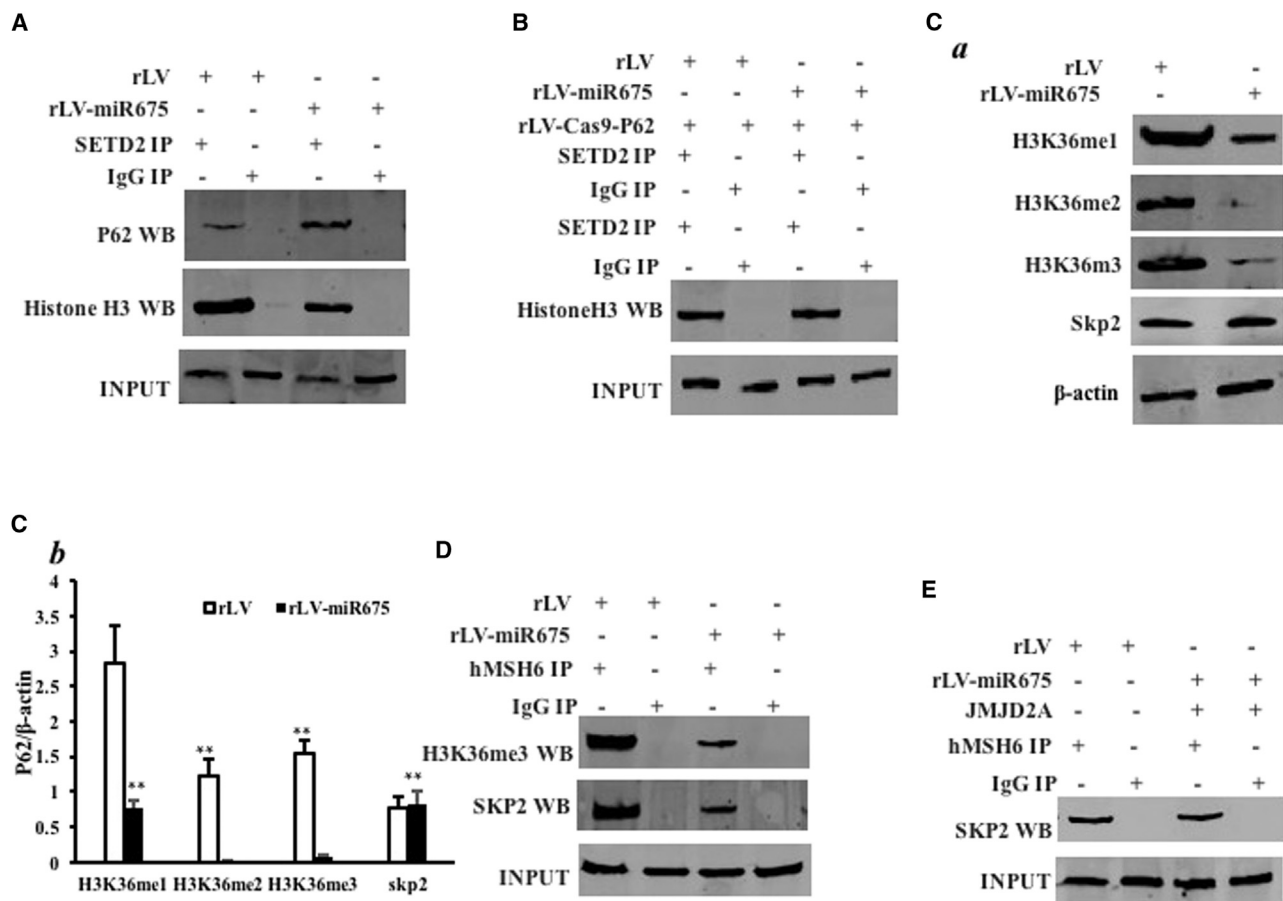 A
rLV + + - -
rLV-miR675 - - + +
SETD2 IP + - + -
IgG IP - + - +
P62 WB
Histone H3 WB
INPUT
B
rLV + + - -
rLV-miR675 - - + +
rLV-Cas9-P62 + + + +
SETD2 IP + - + -
IgG IP - + - +
SETD2 IP + - + -
IgG IP - + - +
HistoneH3 WB
INPUT
C
a
rLV + -
rLV-miR675 - +
H3K36me1
H3K36me2
H3K36m3
Skp2
β-actin
C
b
P62/β-actin
4
3.5
3
2.5
2
1.5
1
0.5
0
rLV rLV-miR675
** ** ** **
H3K36me1 H3K36me2 H3K36me3 skp2
D
rLV + + - -
rLV-miR675 - - + +
hMSH6 IP + - + -
IgG IP - + - +
H3K36me3 WB
SKP2 WB
INPUT
E
rLV + + - -
rLV-miR675 - - + +
JMJD2A - - + +
hMSH6 IP + - + -
IgG IP - + - +
SKP2 WB
INPUT